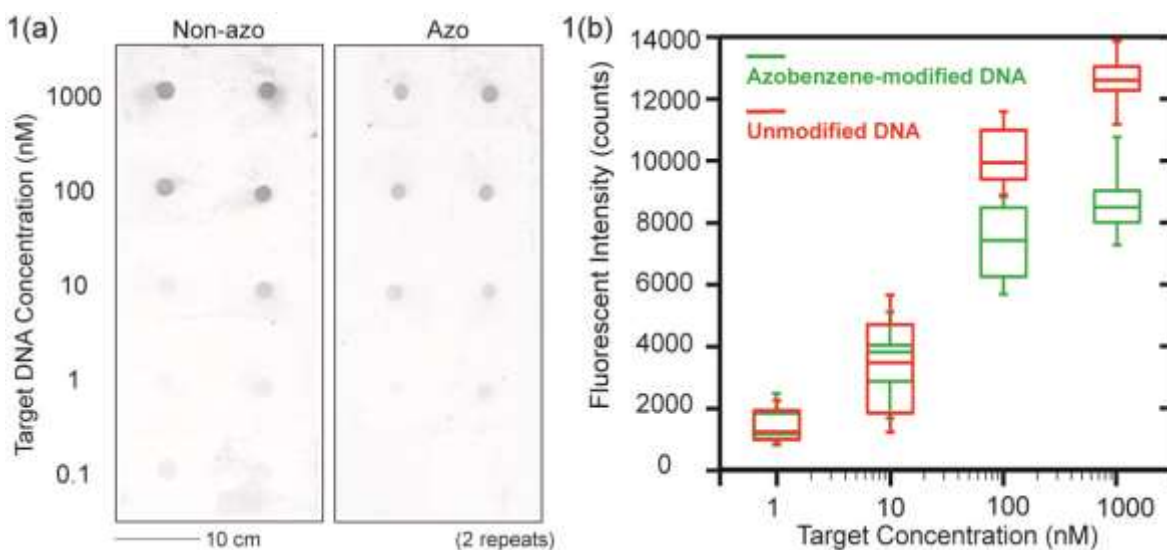 1(a)
Non-azo
Azo
Target DNA Concentration (nM)
1000
100
10
1
0.1
10 cm
(2 repeats)
1(b)
Fluorescent Intensity (counts)
14000
12000
10000
8000
6000
4000
2000
0
Azobenzene-modified DNA
Unmodified DNA
1
10
100
1000
Target Concentration (nM)